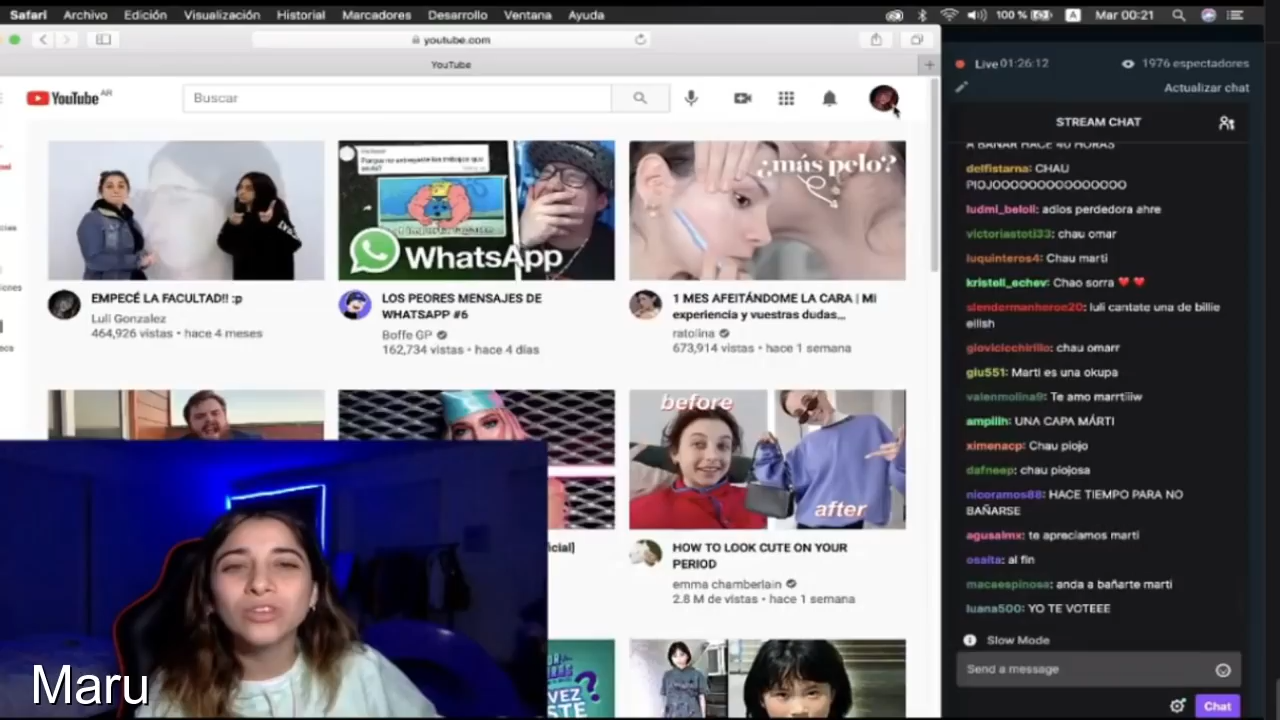 Safari Archivo Edición Visualización Historial Marcadores Desarrollo Ventana Ayuda
100 % A Mar 00:21
youtube.com
YouTube
YouTube AR
Buscar
¿más pelo?
WhatsApp
EMPECÉ LA FACULTAD!! :p
Luli Gonzalez
464,926 vistas • hace 4 meses
LOS PEORES MENSAJES DE
WHATSAPP #6
Boffe GP
162,734 vistas • hace 4 días
1 MES AFEITÁNDOME LA CARA | Mi
experiencia y vuestras dudas...
ratolina
673,914 vistas • hace 1 semana
before
after
HOW TO LOOK CUTE ON YOUR
PERIOD
emma chamberlain
2.8 M de vistas • hace 1 semana
Maru
Live 01:26:12
1976 espectadores
Actualizar chat
STREAM CHAT
A BAÑAR HACE 40 HORAS
delfistarna: CHAU
PIOJOOOOOOOOOOOOOOO
ludmi_beloli: adios perdedora ahre
victoriastoti33: chau omar
luquinteros4: Chau marti
kristell_echev: Chao sorra ❤️ ❤️
slendermanheroe20: luli cantate una de billie
eilish
chau omarr
giu551: Marti es una okupa
valenmolina9: Te amo marrtiiiw
ampilih: UNA CAPA MÁRTI
ximenacp: Chau piojo
dafneep: chau piojosa
nicoramos88: HACE TIEMPO PARA NO
BAÑARSE
agusalmx: te apreciamos marti
osaita: al fin
macaespinosa: anda a bañarte marti
luana500: YO TE VOTEEE
Slow Mode
Send a message
Chat